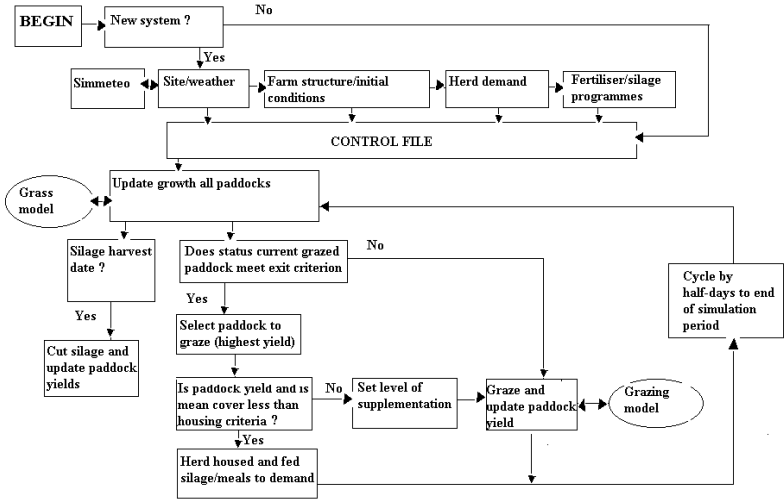 BEGIN
New system ?
No
Yes
Simmeteo
Site/weather
Farm structure/initial
conditions
Herd demand
Fertiliser/silage
programmes
CONTROL FILE
Update growth all paddocks
Grass
model
Silage harvest
date ?
Does status current grazed
paddock meet exit criterion
No
Cycle by
half-days to end
of simulation
period
Yes
Yes
Select paddock to
graze (highest yield)
Cut silage and
update paddock
yields
Is paddock yield and is
mean cover less than
housing criteria ?
No
Set level of
supplementation
Graze and
update paddock
yield
Grazing
model
Yes
Herd housed and fed
silage/meals to demand